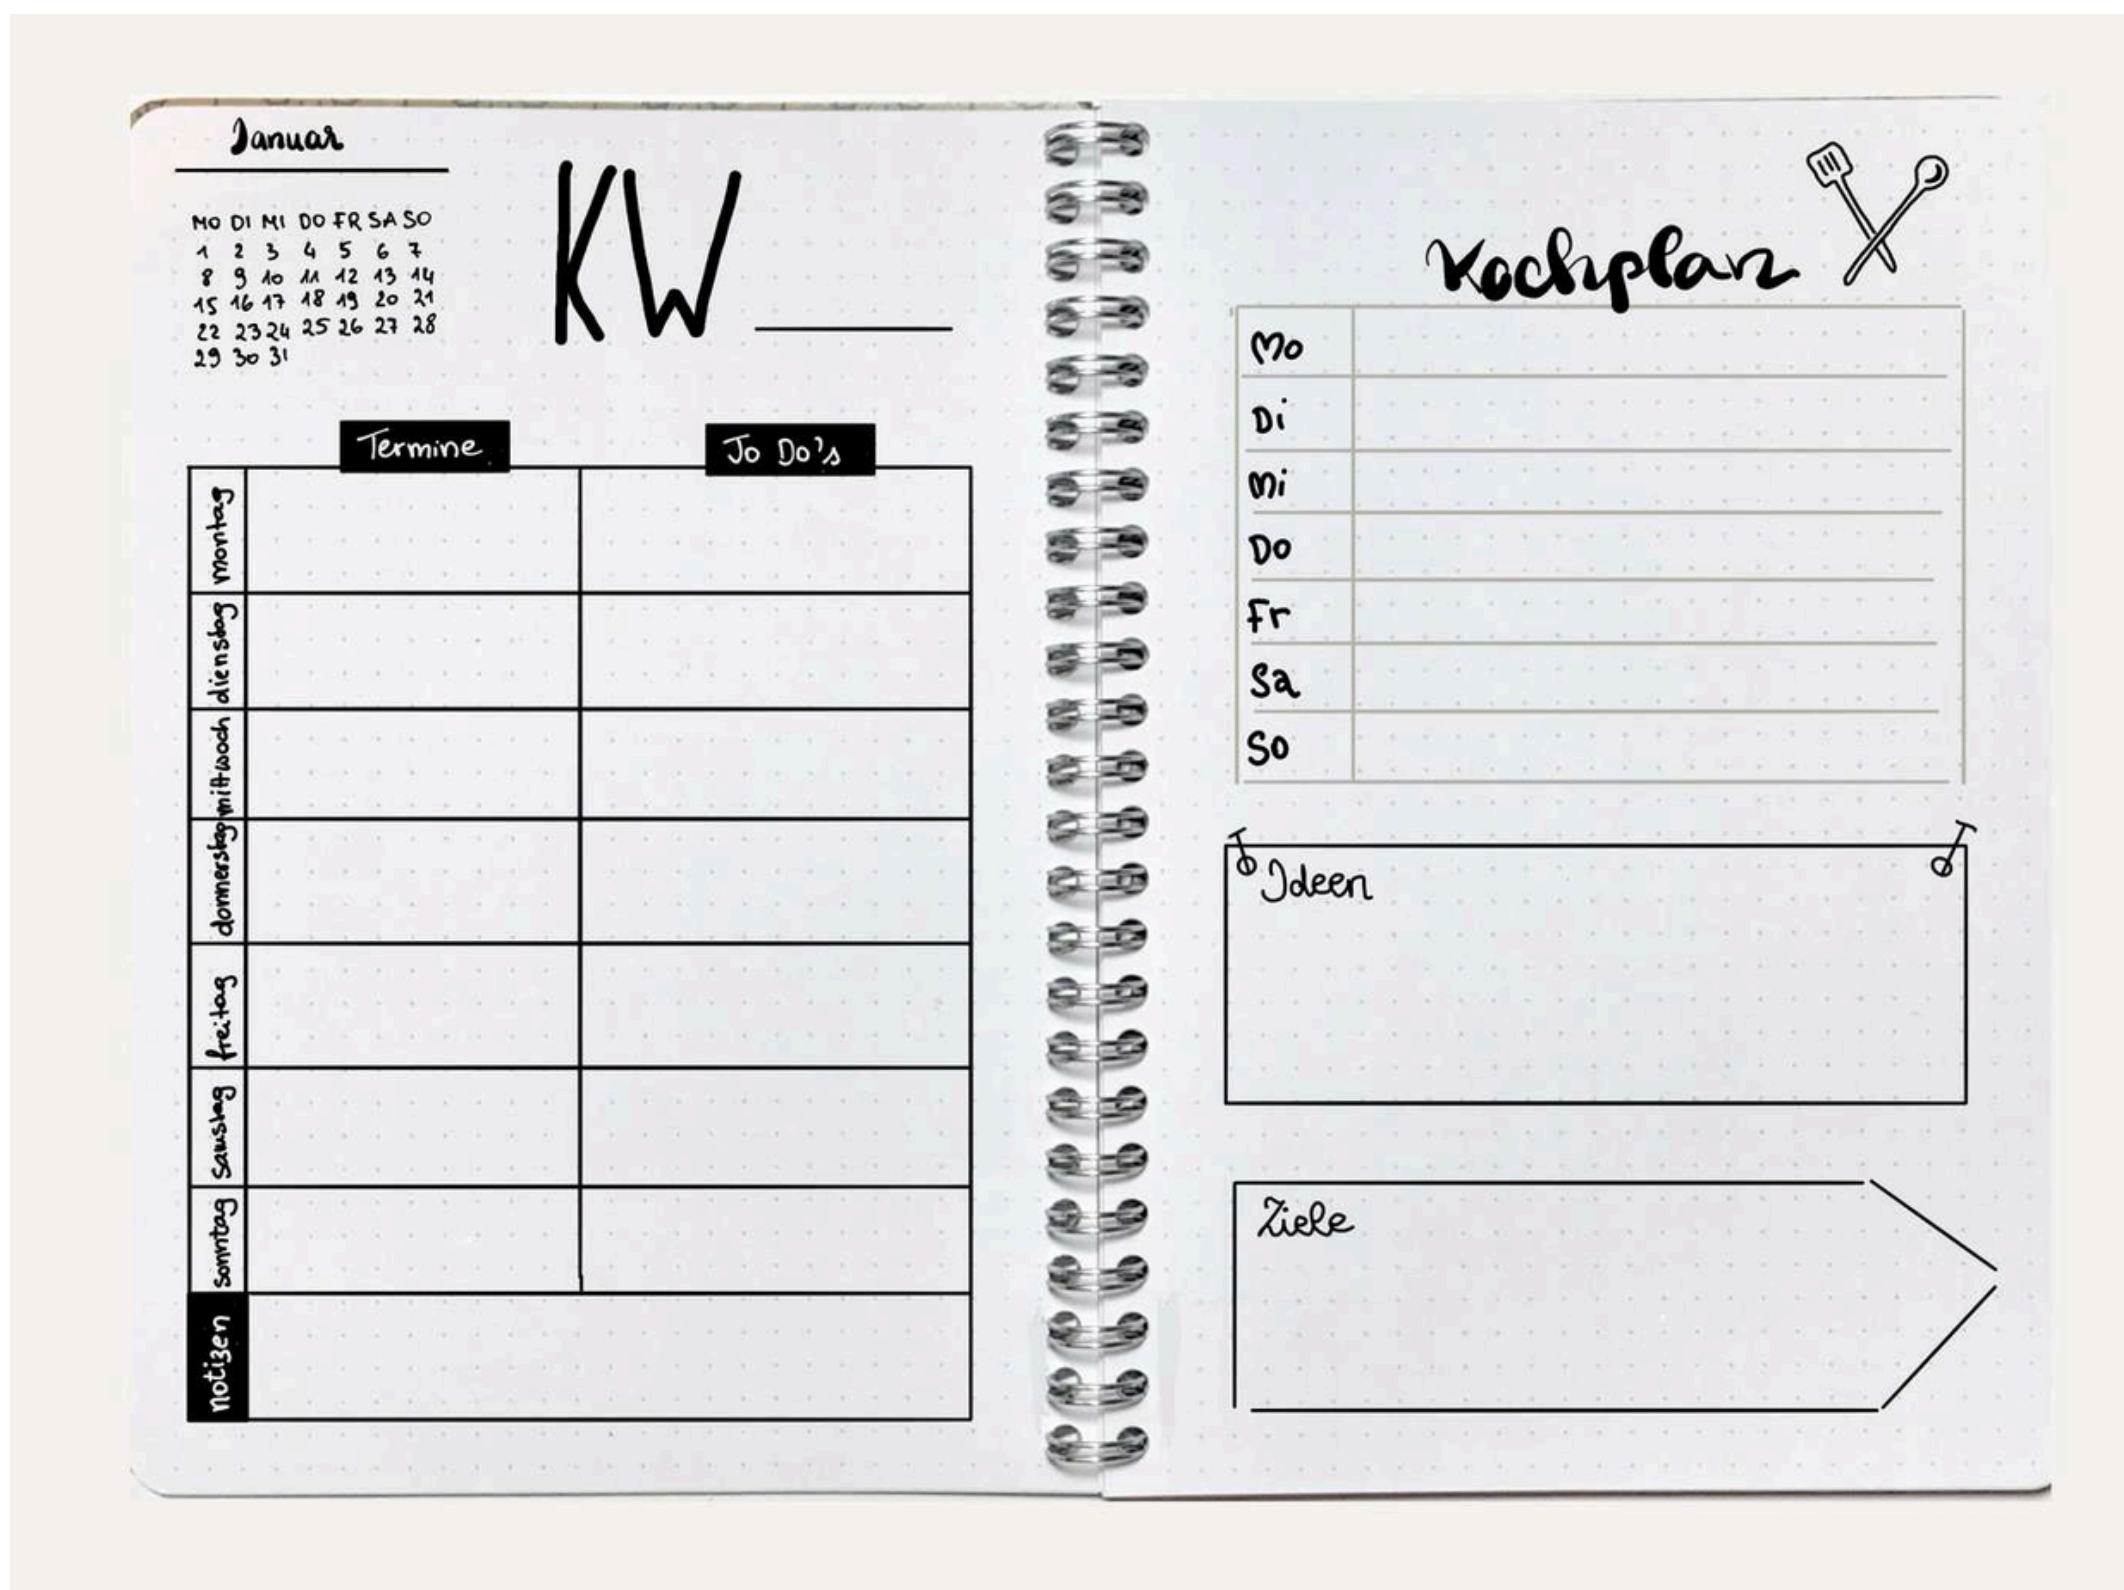 Januar
MO DI MI DO FR SA SO
1 2 3 4 5 6 7
8 9 10 11 12 13 14
15 16 17 18 19 20 21
22 23 24 25 26 27 28
29 30 31
KW
Termine
To Do's
montag
dienstag
mittwoch
donnerstag
freitag
samstag
sonntag
notizen
Kochplan
Mo
Di
Mi
Do
Fr
Sa
So
Ideen
Ziele